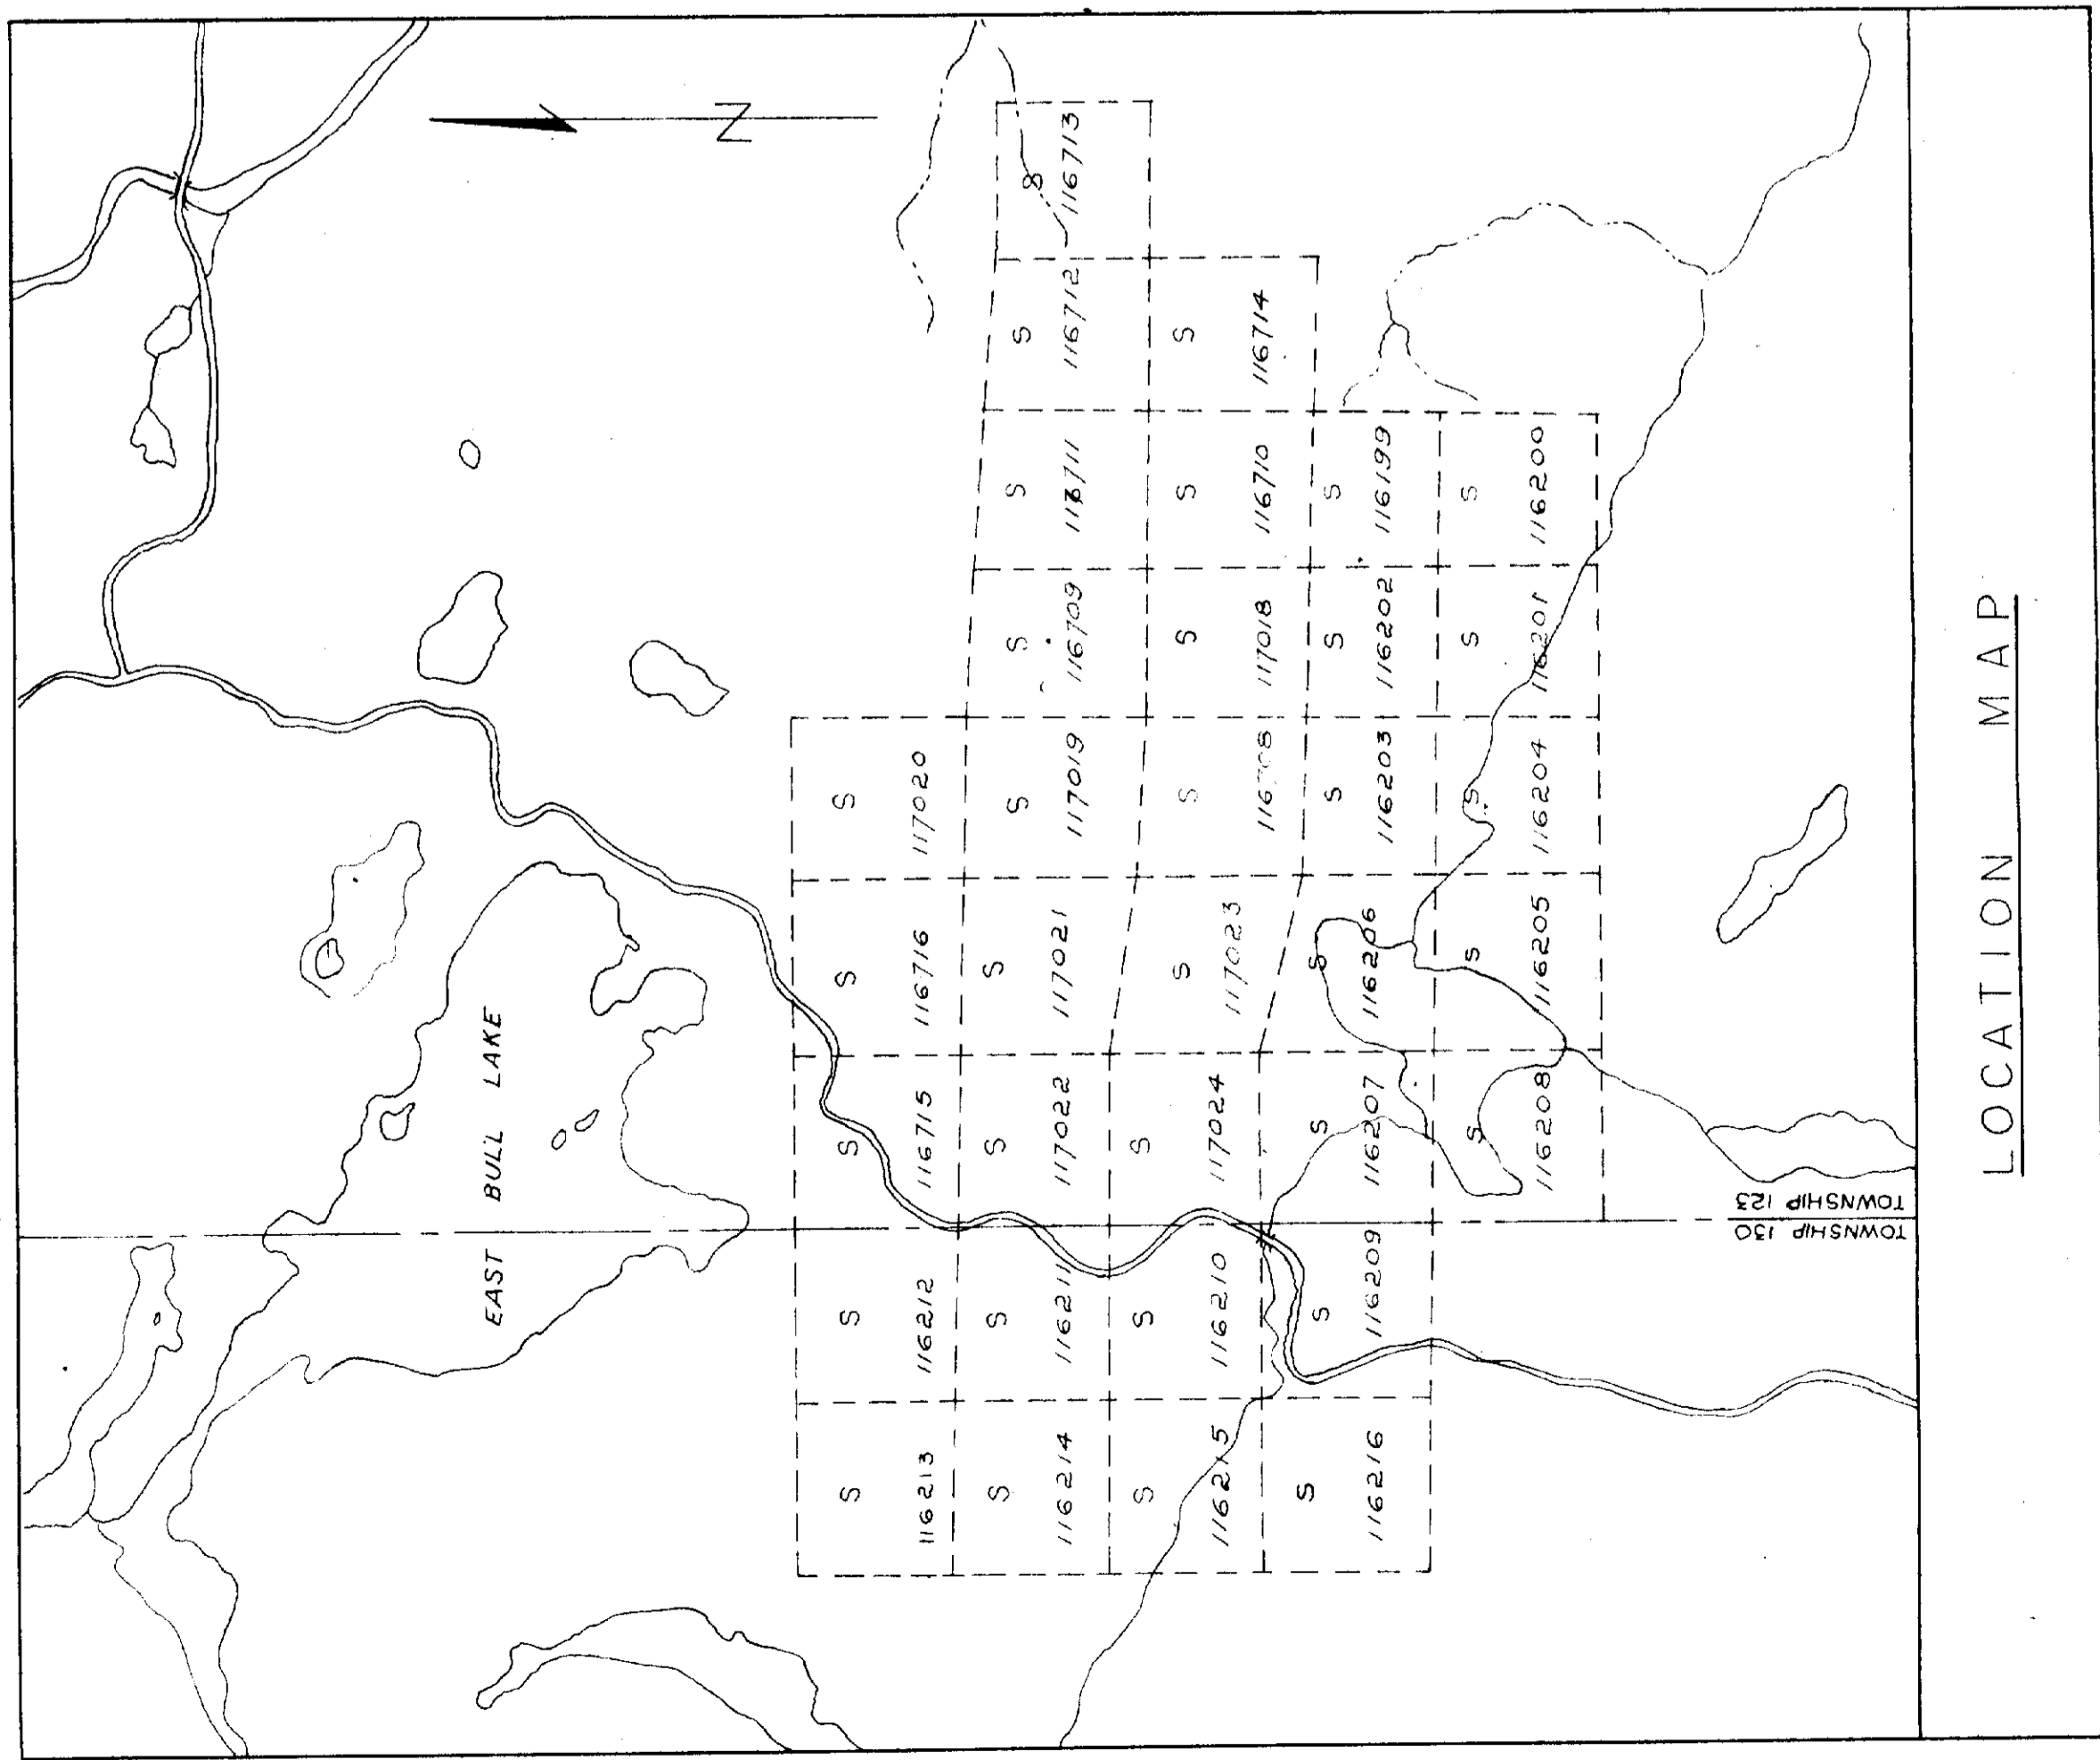 EAST BULL LAKE
N
S S S S S
116213 116212 116715 116716 117020
S S S S S S S S S
116214 116211 117022 117021 117019 116709 116711 116712 116713
S S S S S S S S
116215 116210 117024 117023 116708 117018 116710 116714
S S S S S S S
116216 116209 116207 116206 116203 116202 116199
S S S S S
116208 116205 116204 116201 116200
TOWNSHIP 130
TOWNSHIP 123
LOCATION MAP